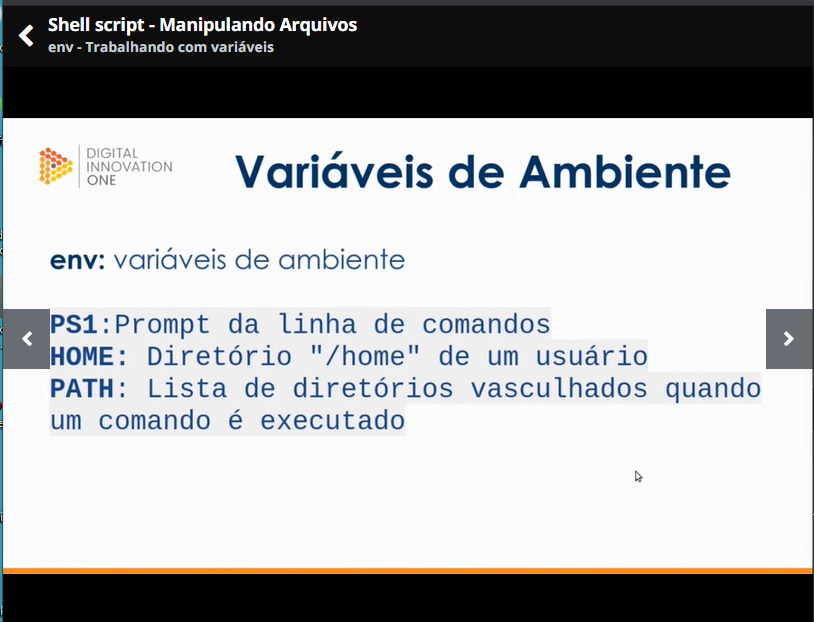 Shell script - Manipulando Arquivos
env - Trabalhando com variáveis
DIGITAL
INNOVATION
ONE
Variáveis de Ambiente
env: variáveis de ambiente
PS1:Prompt da linha de comandos
HOME: Diretório "/home" de um usuário
PATH: Lista de diretórios vasculhados quando
um comando é executado